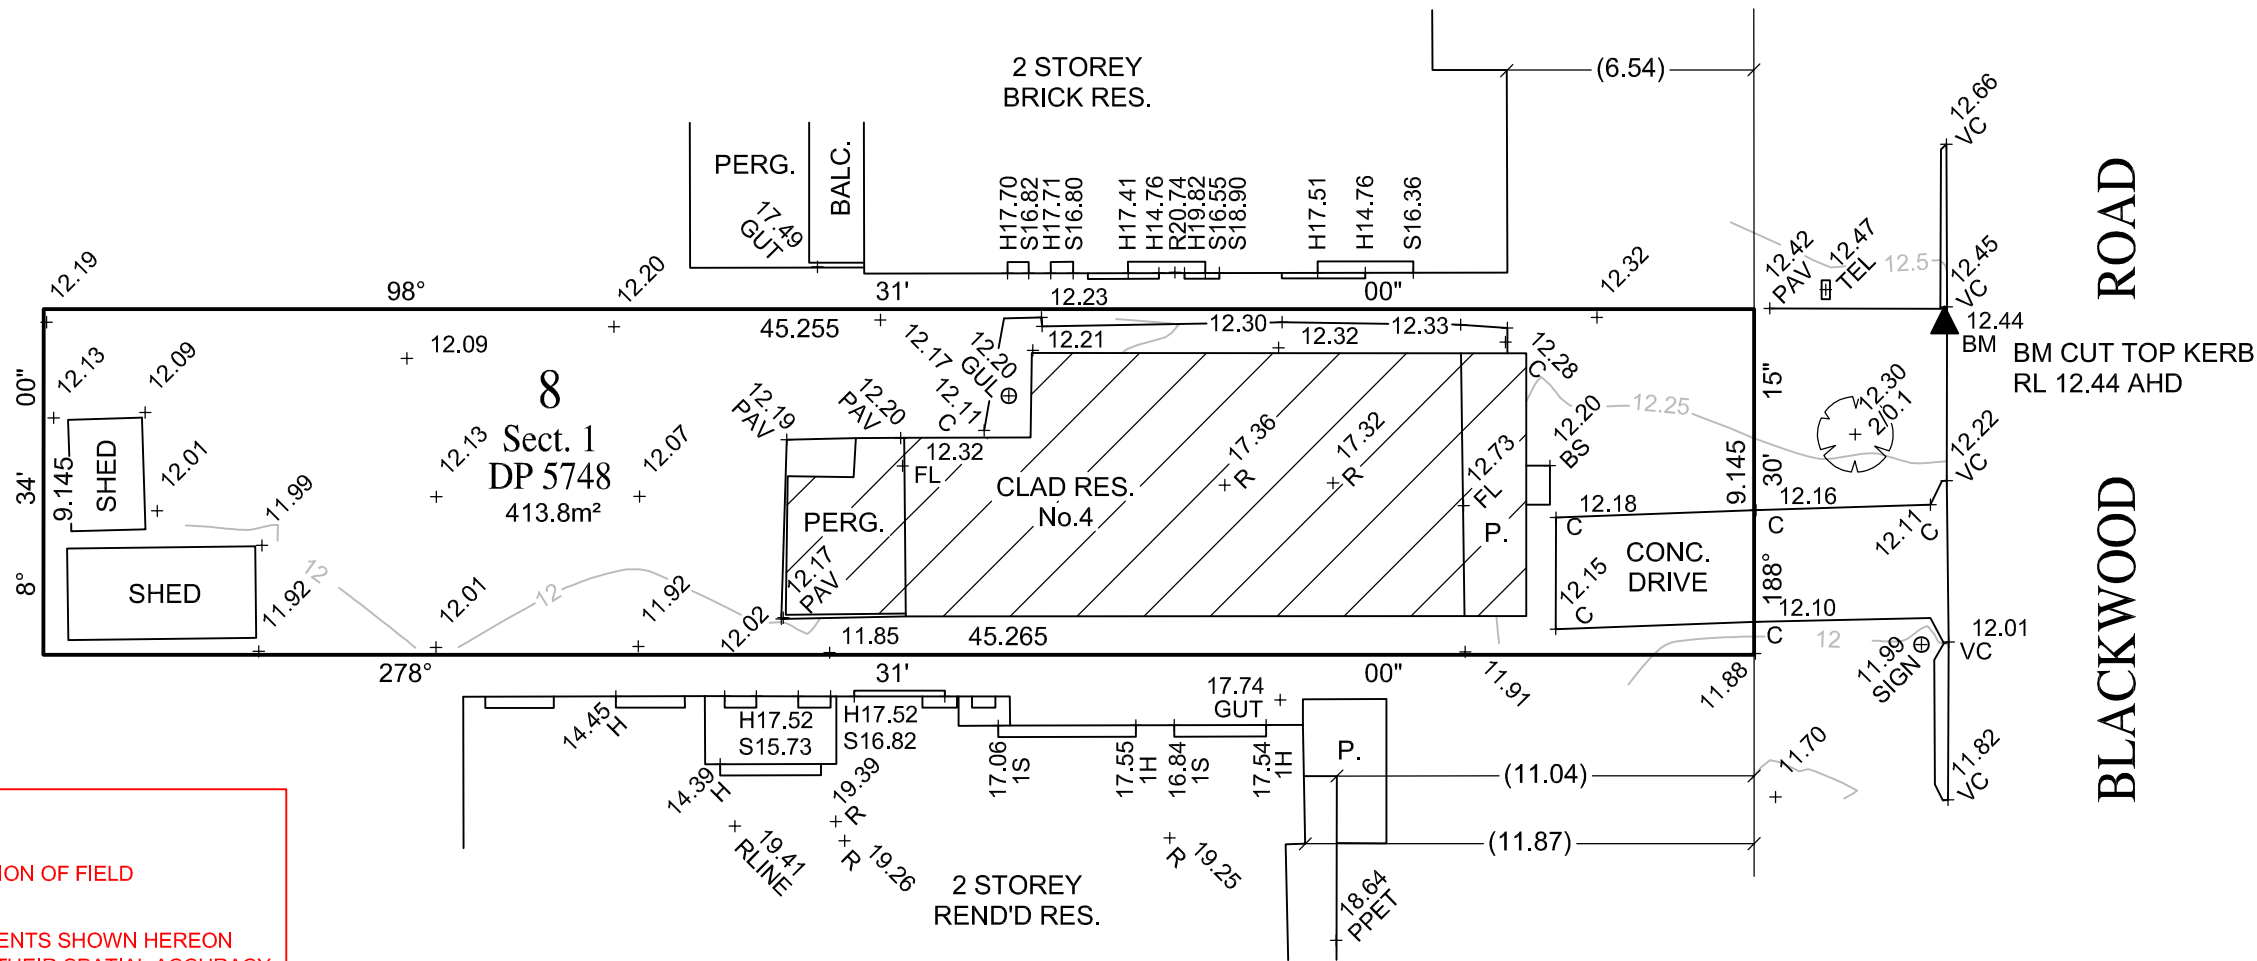 2 STOREY
BRICK RES.
(6.54)
12.66
VC
PERG.
BALC.
17.49
GUT
H17.70
S16.82
H17.71
S16.80
H17.41
H14.76
R20.74
H19.82
S16.55
S18.90
H17.51
H14.76
S16.36
ROAD
12.42
PAV
12.47
TEL
12.5
12.45
VC
12.19
98°
12.20
31'
12.23
00"
12.32
45.255
12.17
12.20
GUL
12.21
12.30
12.32
12.33
12.28
C
12.44
BM
BM CUT TOP KERB
RL 12.44 AHD
12.13
12.09
12.09
00"
8
Sect. 1
DP 5748
413.8m²
12.19
PAV
12.20
PAV
12.11
C
12.25
15"
12.30
2/0.1
12.13
12.07
12.32
FL
17.36
R
17.32
R
12.73
FL
12.20
BS
12.22
VC
9.145
SHED
12.01
34'
11.99
CLAD RES.
No.4
PERG.
P.
9.145
30'
12.18
C
12.16
C
12.11
C
CONC.
DRIVE
BLACKWOOD
12
SHED
8°
11.92
12.01
12
11.92
12.02
12.17
PAV
12.15
C
188°
12.10
C
12
12.01
VC
11.99
SIGN
11.85
45.265
278°
31'
00"
11.91
11.88
14.45
H
H17.52
S15.73
H17.52
S16.82
17.74
GUT
17.06
1S
17.55
1H
16.84
1S
17.54
1H
P.
(11.04)
11.70
11.82
VC
14.39
H
19.39
R
19.41
RLINE
19.26
R
19.25
R
(11.87)
2 STOREY
REND'D RES.
18.64
PPET
ION OF FIELD
ENTS SHOWN HEREON
THEIR SPATIAL ACCURACY